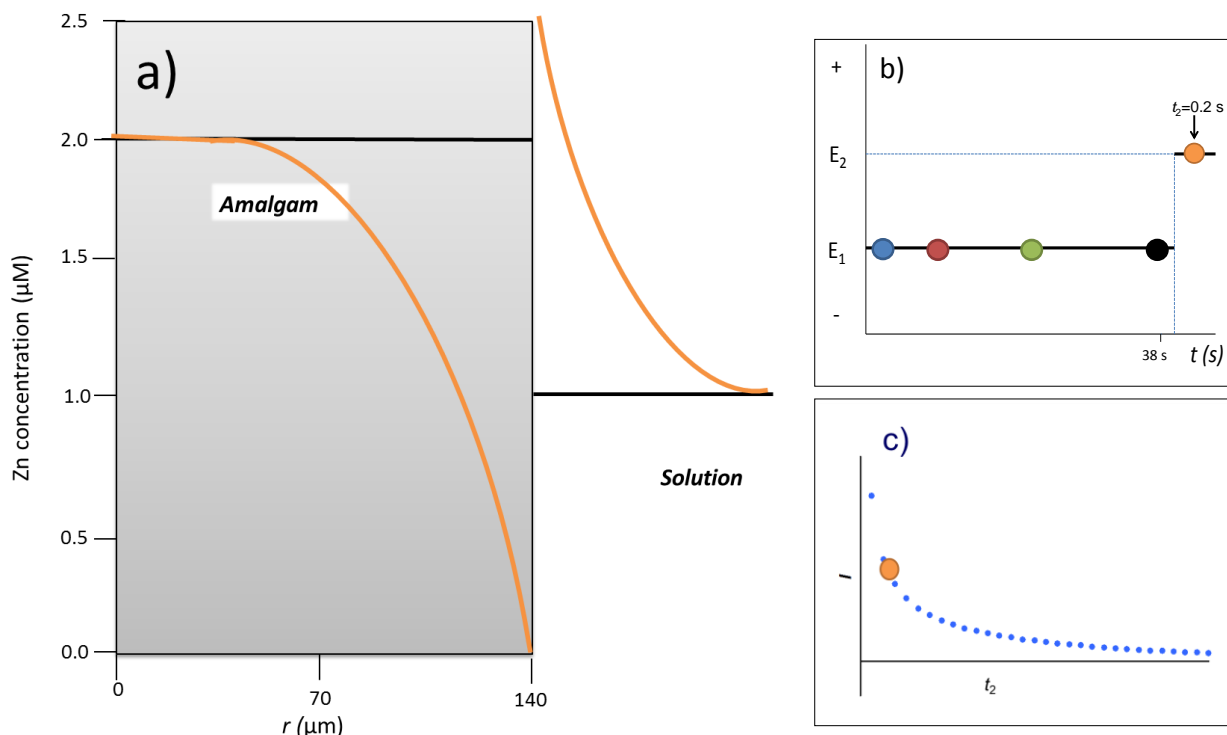 2.5
a)
2.0
Amalgam
1.5
Zn concentration (µM)
1.0
Solution
0.5
0.0
0
70
140
r (µm)
b)
+
t2=0.2 s
E2
E1
-
38 s
t (s)
c)
I
t2